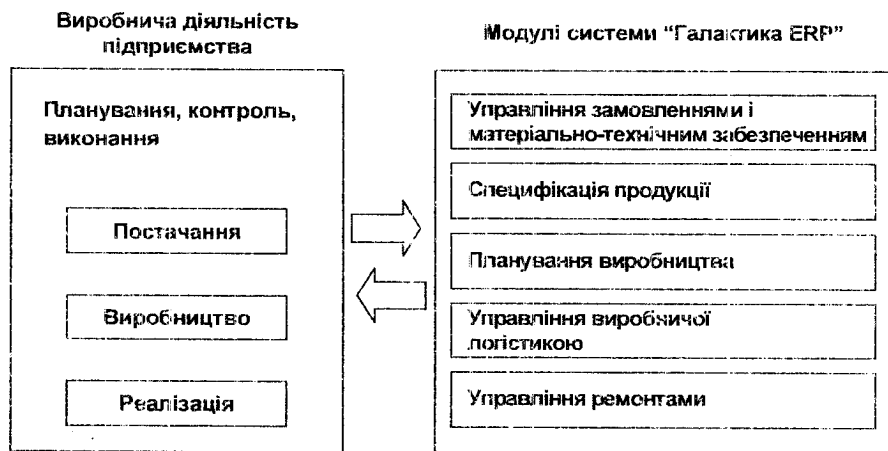 Виробнича діяльність
підприємства
Планування, контроль,
виконання
Постачання
Виробництво
Реалізація
Модулі системи “Галактика ERP”
Управління замовленнями і
матеріально-технічним забезпеченням
Специфікація продукції
Планування виробництва
Управління виробничої
логістикою
Управління ремонтами